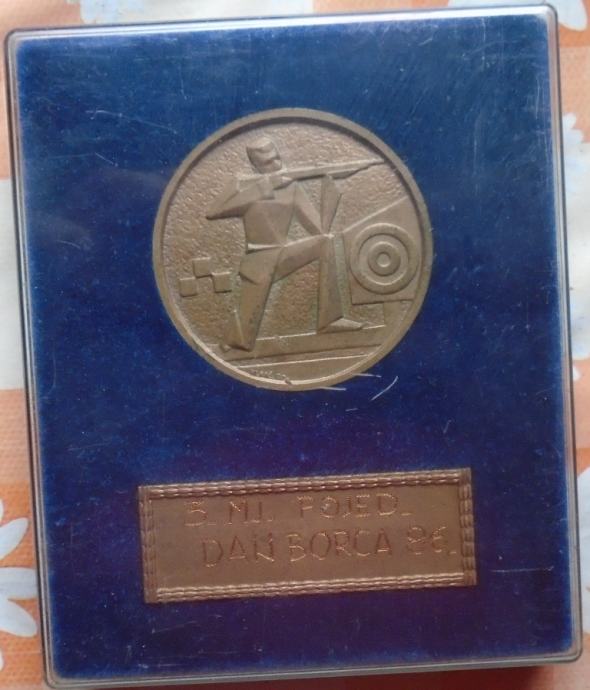 3. MJ. POJED.
DAN BORCA 86.